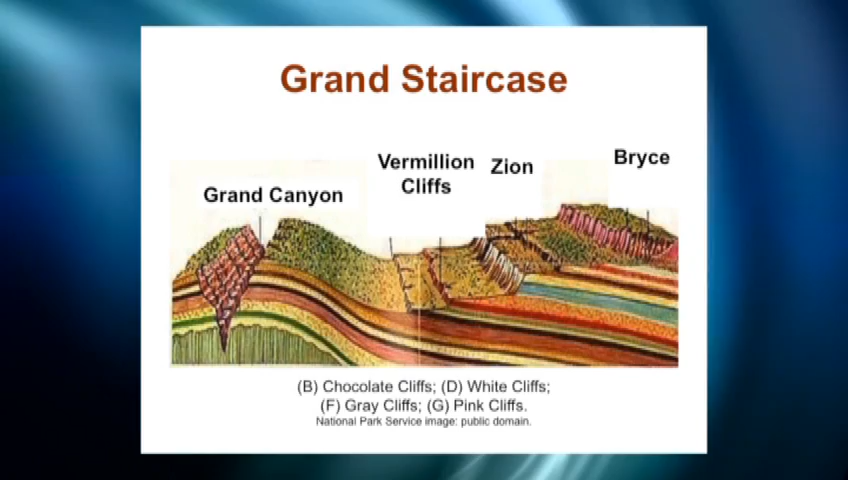 Grand Staircase
Grand Canyon
Vermillion
Cliffs
Zion
Bryce
(B) Chocolate Cliffs; (D) White Cliffs;
(F) Gray Cliffs; (G) Pink Cliffs.
National Park Service image: public domain.